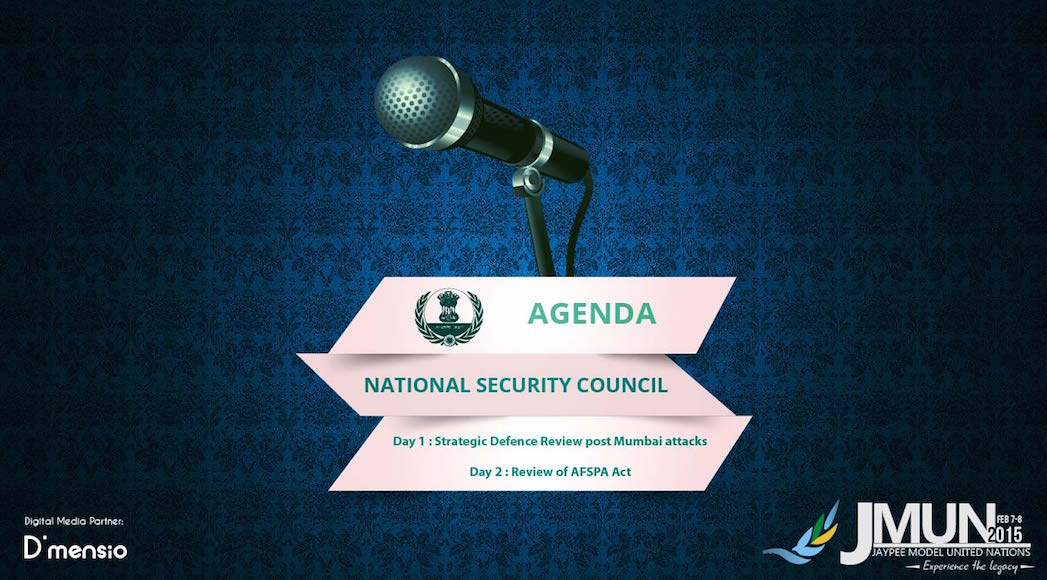 AGENDA
NATIONAL SECURITY COUNCIL
Day 1 : Strategic Defence Review post Mumbai attacks
Day 2 : Review of AFSPA Act
Digital Media Partner:
D'mensio
JMUN
FEB 7-8
2015
JAYPEE MODEL UNITED NATIONS
Experience the legacy